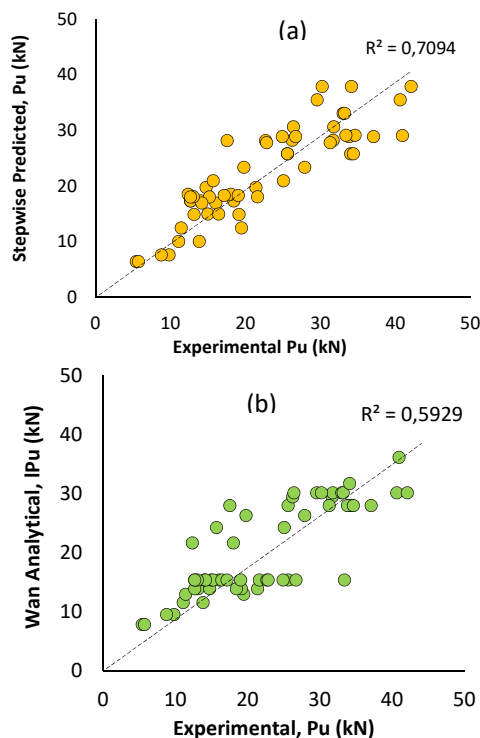 (a)
R² = 0,7094
Stepwise Predicted, Pu (kN)
50
40
30
20
10
0
0 10 20 30 40 50
Experimental Pu (kN)
(b)
R² = 0,5929
Wan Analytical, lPu (kN)
50
40
30
20
10
0
0 10 20 30 40 50
Experimental, Pu (kN)